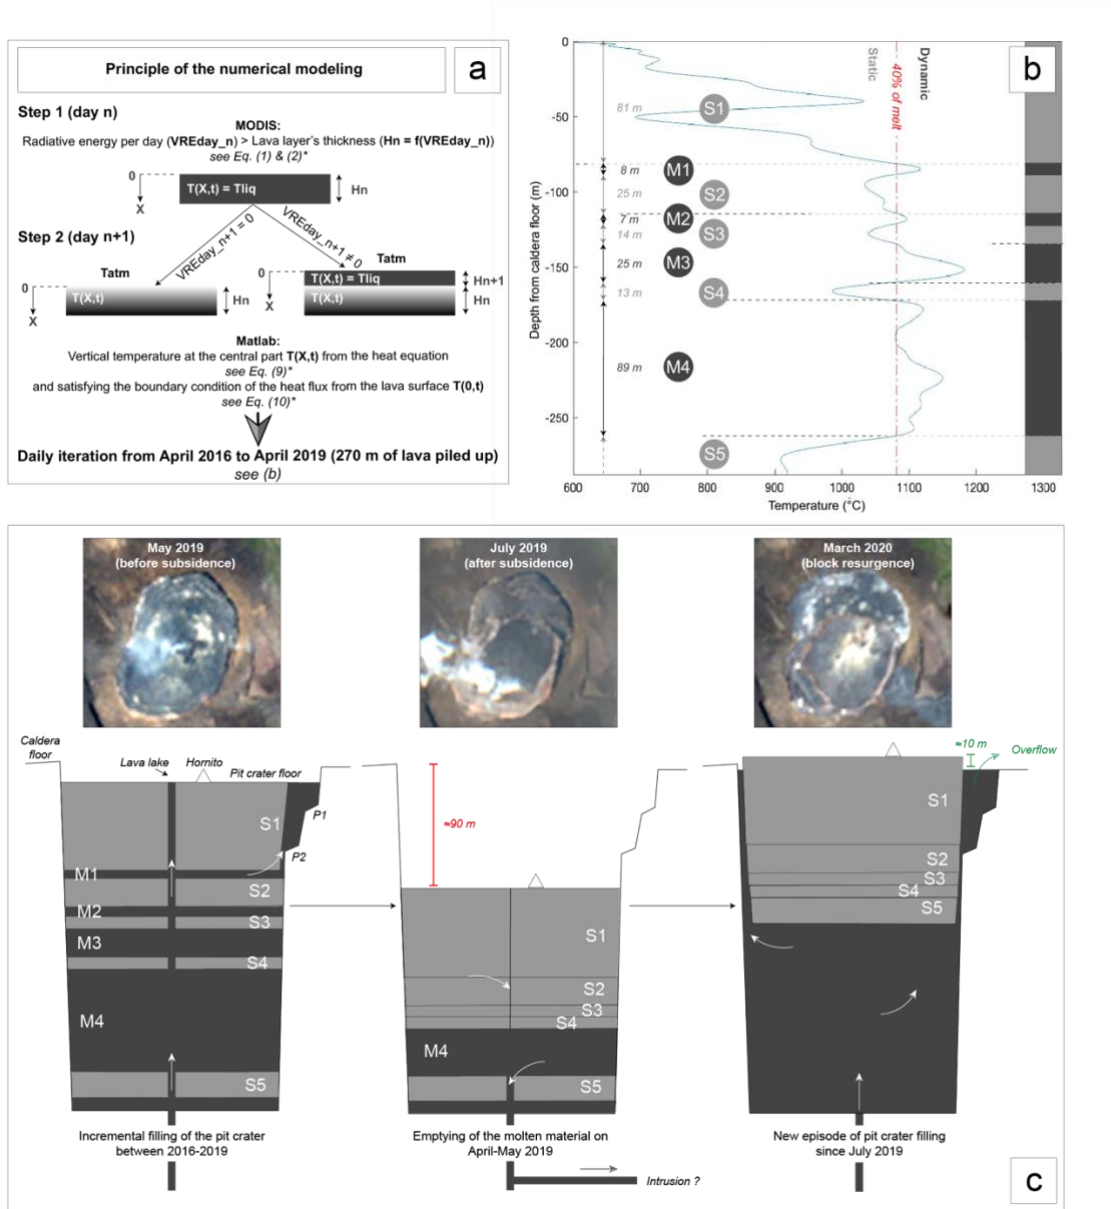 Principle of the numerical modeling
a
Step 1 (day n)
MODIS:
Radiative energy per day (VREday_n) > Lava layer's thickness (Hn = f(VREday_n))
see Eq. (1) & (2)*
0
T(X,t) = Tliq
Hn
X
Step 2 (day n+1)
VREday_n+1 = 0
VREday_n+1 ≠ 0
Tatm
Tatm
0
T(X,t)
Hn
X
0
T(X,t) = Tliq
Hn+1
T(X,t)
Hn
X
Matlab:
Vertical temperature at the central part T(X,t) from the heat equation
see Eq. (9)*
and satisfying the boundary condition of the heat flux from the lava surface T(0,t)
see Eq. (10)*
Daily iteration from April 2016 to April 2019 (270 m of lava piled up)
see (b)
b
Depth from caldera floor (m)
0
-50
-100
-150
-200
-250
Static
40% of melt
Dynamic
81 m
S1
8 m
M1
25 m
S2
7 m
M2
14 m
S3
25 m
M3
13 m
S4
89 m
M4
S5
600 700 800 900 1000 1100 1200 1300
Temperature (°C)
May 2019
(before subsidence)
July 2019
(after subsidence)
March 2020
(block resurgence)
Caldera
floor
Lava lake
Hornito
Pit crater floor
S1
P1
P2
M1
S2
M2
S3
M3
S4
M4
S5
Incremental filling of the pit crater
between 2016-2019
≈90 m
S1
S2
S3
S4
M4
S5
Emptying of the molten material on
April-May 2019
Intrusion ?
≈10 m
Overflow
S1
S2
S3
S4
S5
New episode of pit crater filling
since July 2019
c